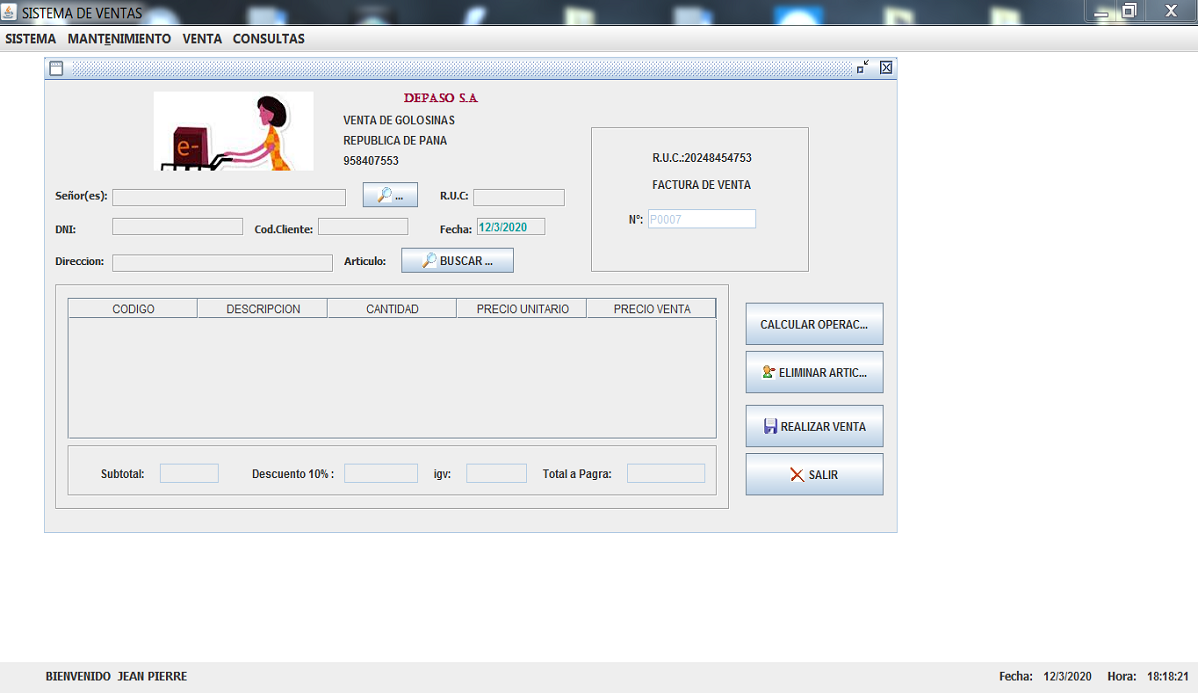 SISTEMA DE VENTAS
SISTEMA MANTENIMIENTO VENTA CONSULTAS
DEPASO S.A
VENTA DE GOLOSINAS
REPUBLICA DE PANA
958407553
e-
R.U.C.:20248454753
FACTURA DE VENTA
Nº: P0007
Señor(es): ... R.U.C:
DNI: Cod.Cliente: Fecha: 12/3/2020
Direccion: Articulo: BUSCAR ...
CODIGO DESCRIPCION CANTIDAD PRECIO UNITARIO PRECIO VENTA
CALCULAR OPERAC...
ELIMINAR ARTIC...
REALIZAR VENTA
SALIR
Subtotal: Descuento 10% : igv: Total a Pagra:
BIENVENIDO JEAN PIERRE Fecha: 12/3/2020 Hora: 18:18:21